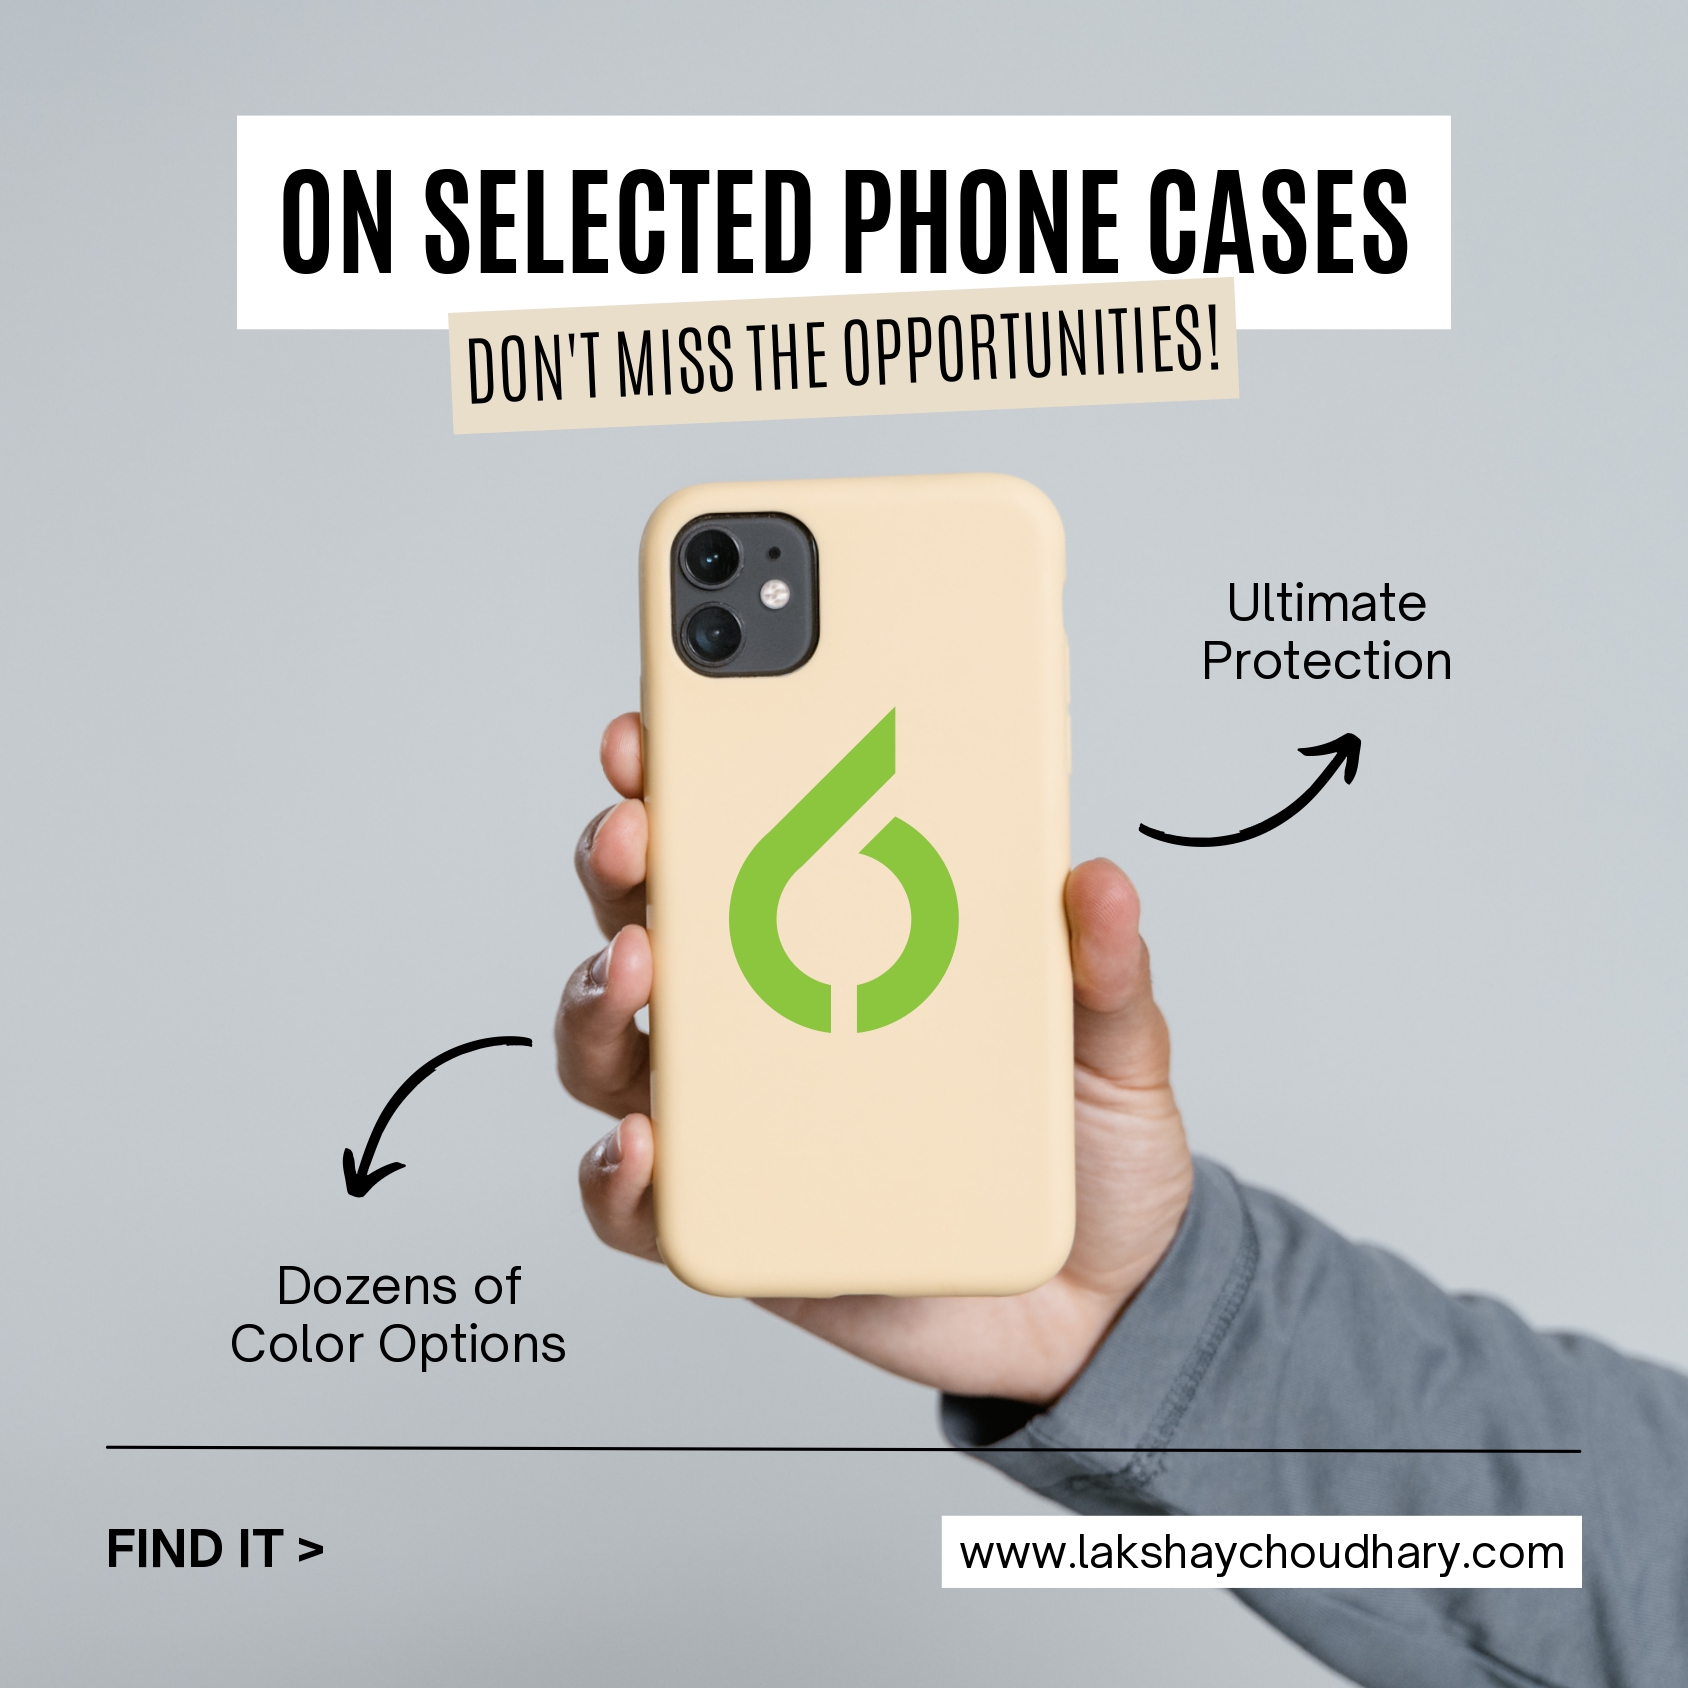 ON SELECTED PHONE CASES
DON'T MISS THE OPPORTUNITIES!
Ultimate
Protection
Dozens of
Color Options
FIND IT >
www.lakshaychoudhary.com